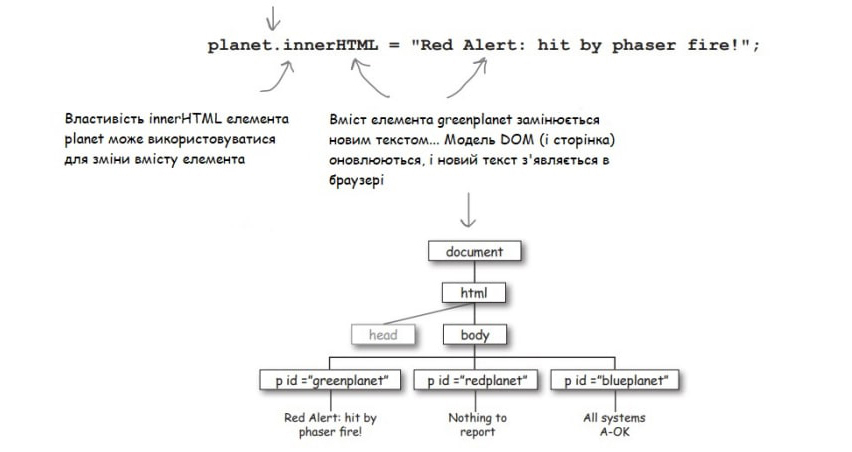 planet.innerHTML = "Red Alert: hit by phaser fire!";
Властивість innerHTML елемента
planet може використовуватися
для зміни вмісту елемента
Вміст елемента greenplanet замінюється
новим текстом... Модель DOM (і сторінка)
оновлюються, і новий текст з'являється в
браузері
document
html
head
body
p id ="greenplanet"
p id ="redplanet"
p id ="blueplanet"
Red Alert: hit by
phaser fire!
Nothing to
report
All systems
A-OK